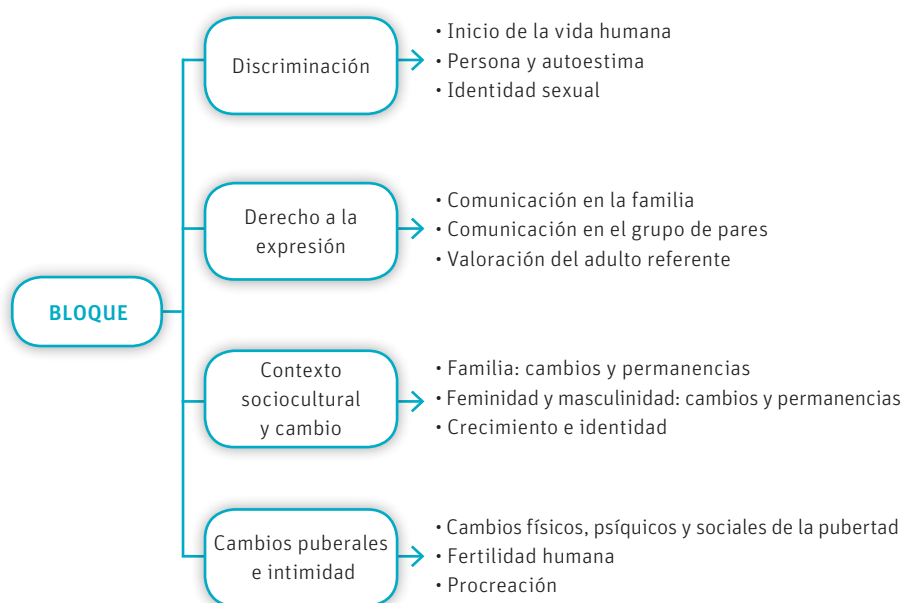 BLOQUE
Discriminación
• Inicio de la vida humana
• Persona y autoestima
• Identidad sexual
Derecho a la
expresión
• Comunicación en la familia
• Comunicación en el grupo de pares
• Valoración del adulto referente
Contexto
sociocultural
y cambio
• Familia: cambios y permanencias
• Feminidad y masculinidad: cambios y permanencias
• Crecimiento e identidad
Cambios puberales
e intimidad
• Cambios físicos, psíquicos y sociales de la pubertad
• Fertilidad humana
• Procreación